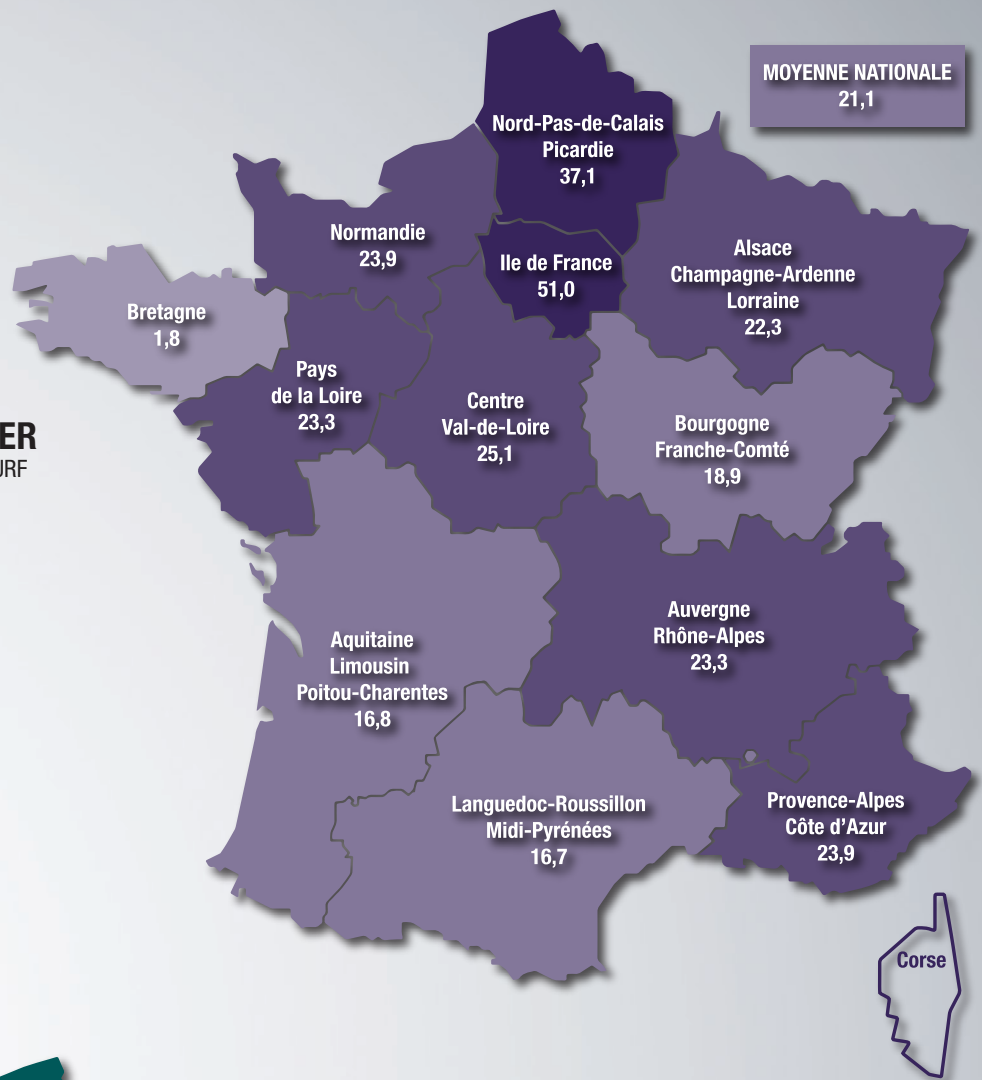 MOYENNE NATIONALE
21,1
Nord-Pas-de-Calais
Picardie
37,1
Normandie
23,9
Ile de France
51,0
Alsace
Champagne-Ardenne
Lorraine
22,3
Bretagne
1,8
Pays
de la Loire
23,3
Centre
Val-de-Loire
25,1
Bourgogne
Franche-Comté
18,9
ER
URF
Auvergne
Rhône-Alpes
23,3
Aquitaine
Limousin
Poitou-Charentes
16,8
Languedoc-Roussillon
Midi-Pyrénées
16,7
Provence-Alpes
Côte d'Azur
23,9
Corse